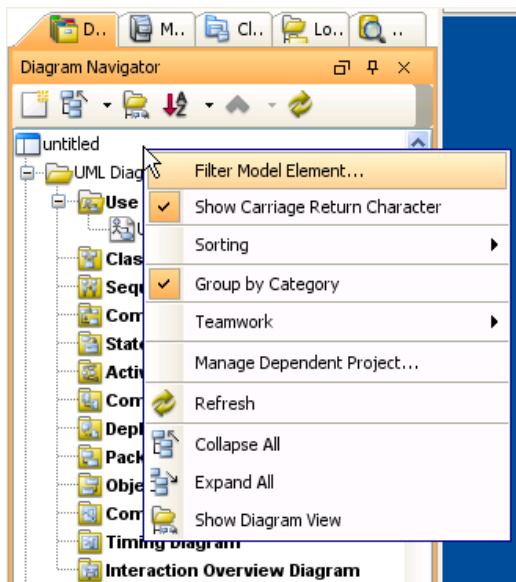 D..
M..
Cl..
Lo..
..
Diagram Navigator
untitled
UML Diag
Use
U
Clas
Sequ
Com
State
Activ
Com
Depl
Pack
Obje
Com
Timing Diagram
Interaction Overview Diagram
Filter Model Element...
Show Carriage Return Character
Sorting
Group by Category
Teamwork
Manage Dependent Project...
Refresh
Collapse All
Expand All
Show Diagram View